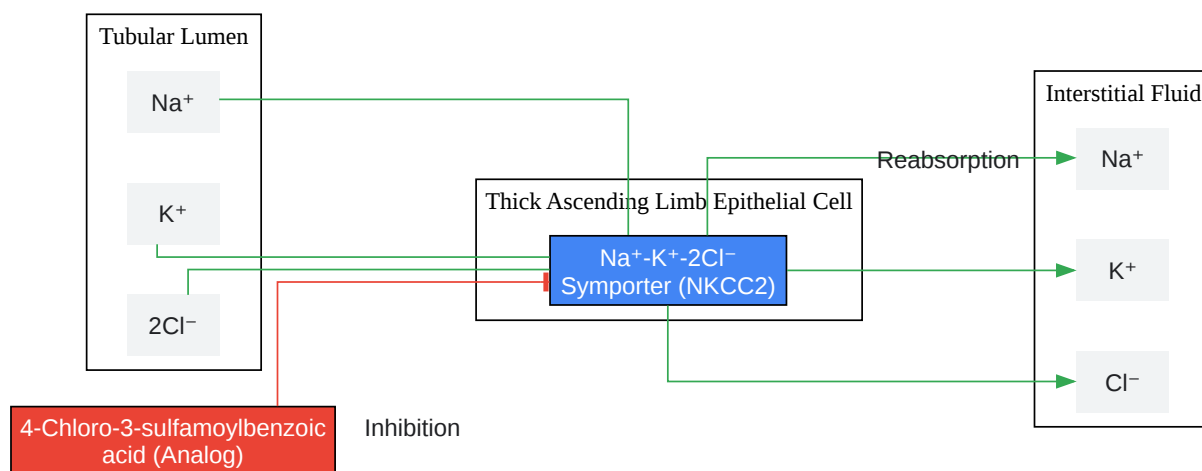 Tubular Lumen
Na⁺
K⁺
2Cl⁻
4-Chloro-3-sulfamoylbenzoic
acid (Analog)
Inhibition
Thick Ascending Limb Epithelial Cell
Na⁺-K⁺-2Cl⁻
Symporter (NKCC2)
Reabsorption
Interstitial Fluid
Na⁺
K⁺
Cl⁻